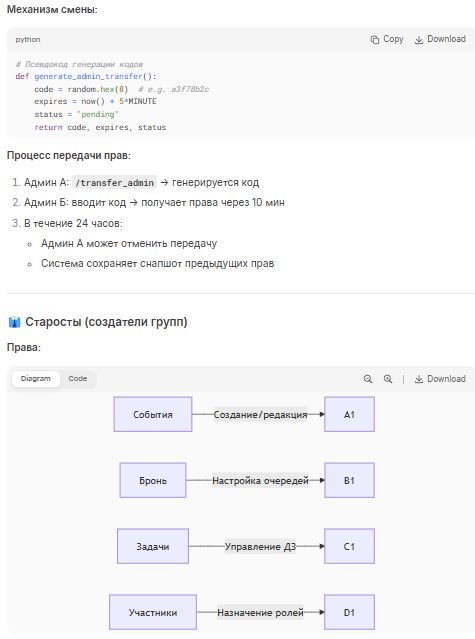 Механизм смены:
python
Copy
Download
# Псевдокод генерации кодов
def generate_admin_transfer():
code = random.hex(8)  # e.g. a3f78b2c
expires = now() + 5*MINUTE
status = "pending"
return code, expires, status
Процесс передачи прав:
1. Админ А: /transfer_admin → генерируется код
2. Админ Б: вводит код → получает права через 10 мин
3. В течение 24 часов:
Админ А может отменить передачу
Система сохраняет снапшот предыдущих прав
👔 Старосты (создатели групп)
Права:
Diagram
Code
Download
События Создание/редакция A1
Бронь Настройка очередей B1
Задачи Управление ДЗ C1
Участники Назначение ролей D1